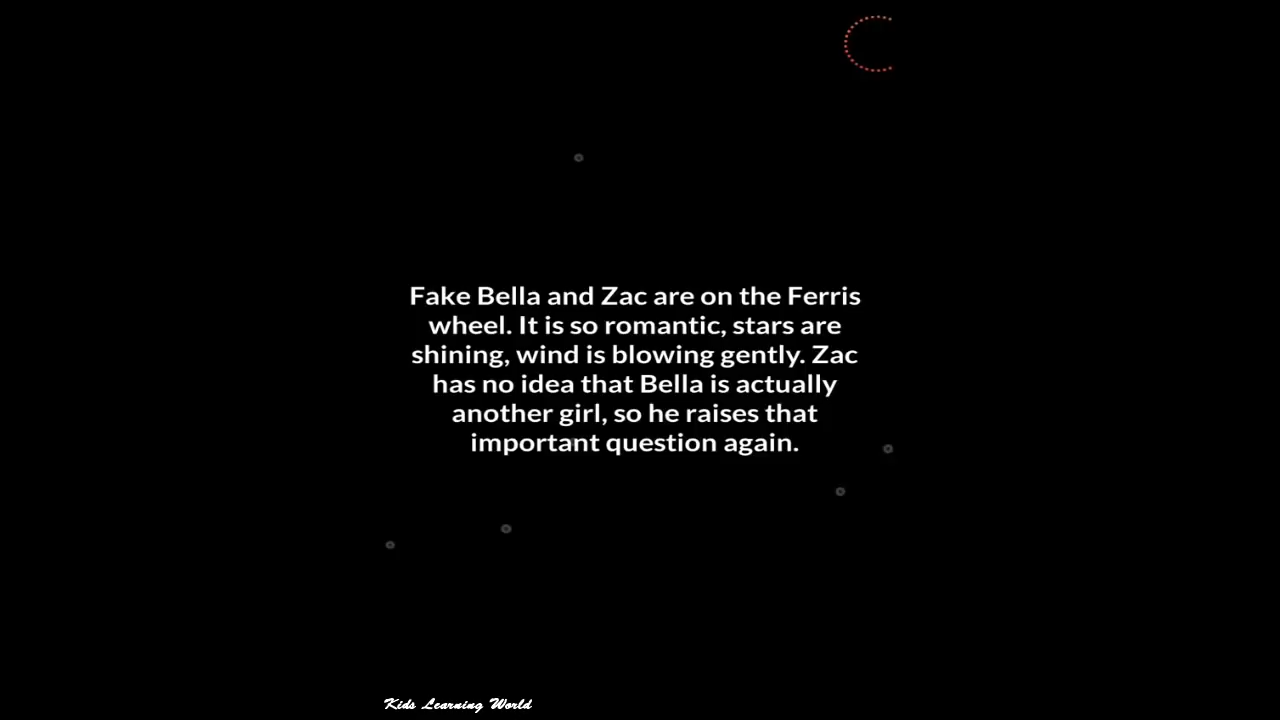 Fake Bella and Zac are on the Ferris
wheel. It is so romantic, stars are
shining, wind is blowing gently. Zac
has no idea that Bella is actually
another girl, so he raises that
important question again.
Kids Learning World